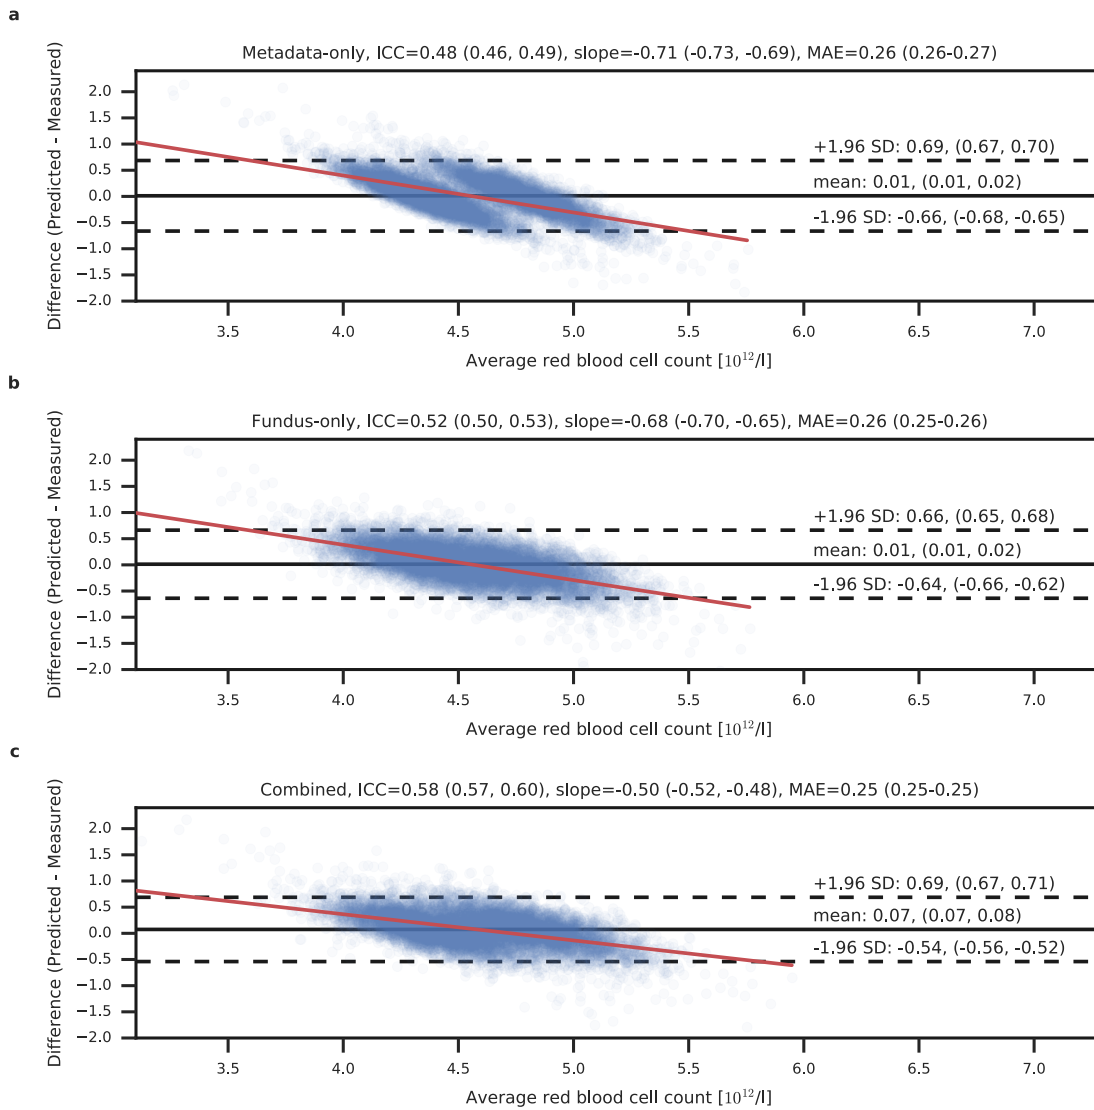 a
Metadata-only, ICC=0.48 (0.46, 0.49), slope=-0.71 (-0.73, -0.69), MAE=0.26 (0.26-0.27)
Difference (Predicted - Measured)
2.0
1.5
1.0
0.5
0.0
−0.5
−1.0
−1.5
−2.0
+1.96 SD: 0.69, (0.67, 0.70)
mean: 0.01, (0.01, 0.02)
-1.96 SD: -0.66, (-0.68, -0.65)
3.5 4.0 4.5 5.0 5.5 6.0 6.5 7.0
Average red blood cell count [10¹²/l]
b
Fundus-only, ICC=0.52 (0.50, 0.53), slope=-0.68 (-0.70, -0.65), MAE=0.26 (0.25-0.26)
Difference (Predicted - Measured)
2.0
1.5
1.0
0.5
0.0
−0.5
−1.0
−1.5
−2.0
+1.96 SD: 0.66, (0.65, 0.68)
mean: 0.01, (0.01, 0.02)
-1.96 SD: -0.64, (-0.66, -0.62)
3.5 4.0 4.5 5.0 5.5 6.0 6.5 7.0
Average red blood cell count [10¹²/l]
c
Combined, ICC=0.58 (0.57, 0.60), slope=-0.50 (-0.52, -0.48), MAE=0.25 (0.25-0.25)
Difference (Predicted - Measured)
2.0
1.5
1.0
0.5
0.0
−0.5
−1.0
−1.5
−2.0
+1.96 SD: 0.69, (0.67, 0.71)
mean: 0.07, (0.07, 0.08)
-1.96 SD: -0.54, (-0.56, -0.52)
3.5 4.0 4.5 5.0 5.5 6.0 6.5 7.0
Average red blood cell count [10¹²/l]